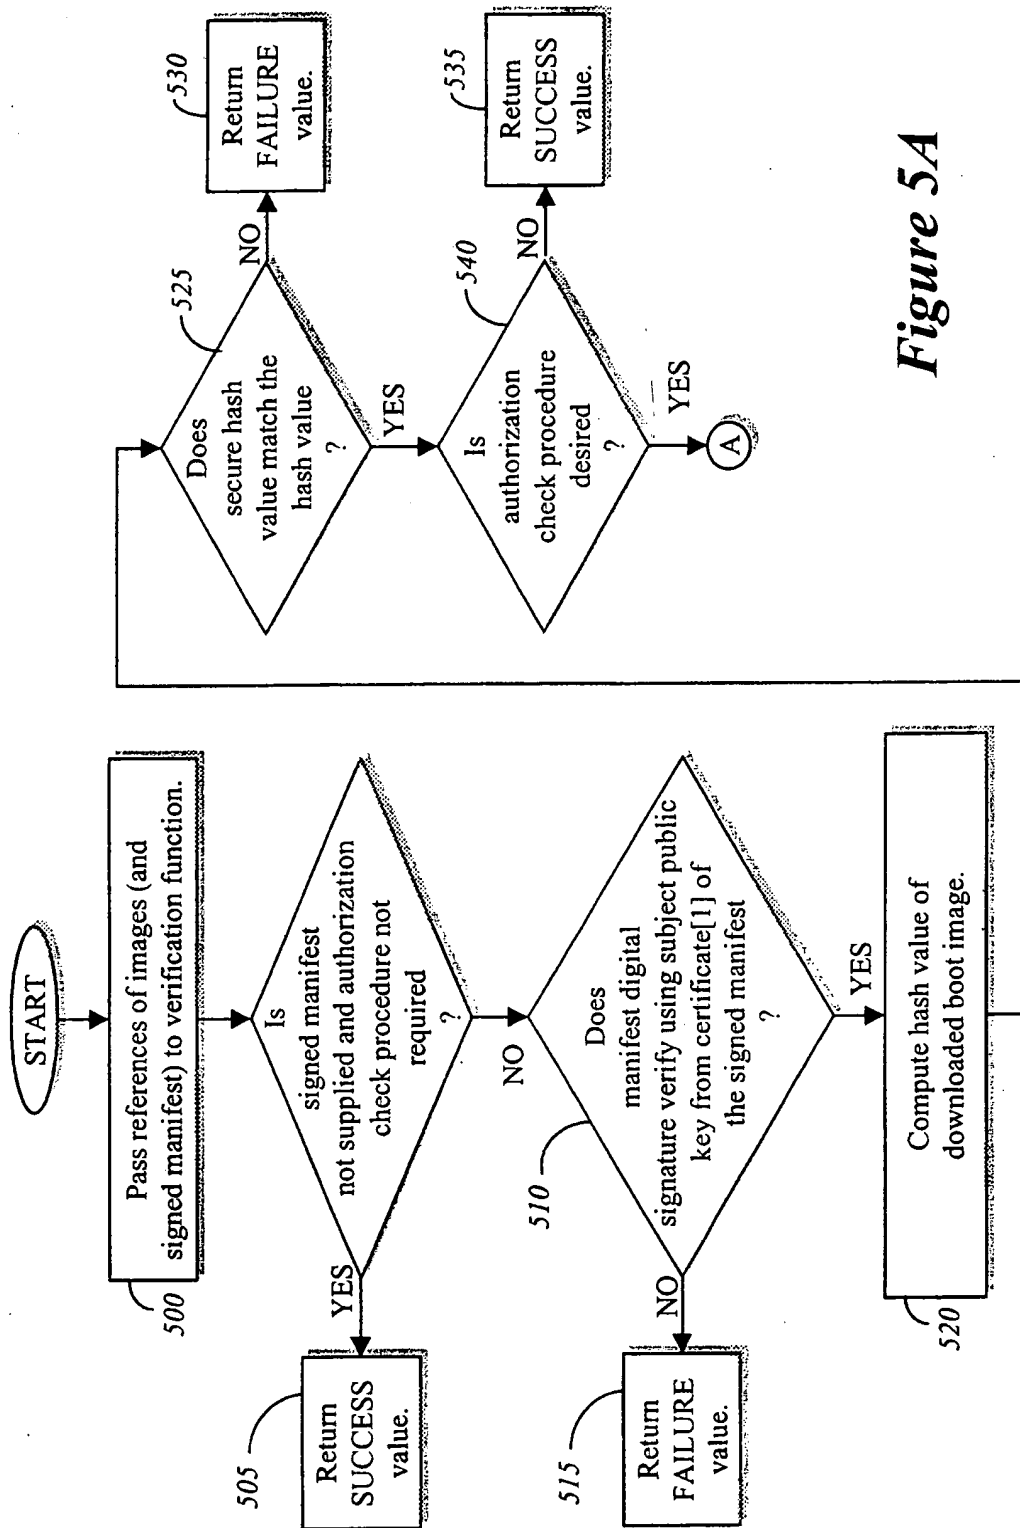 START
Pass references of images (and
signed manifest) to verification function.
500
Is
signed manifest
not supplied and authorization
check procedure not
required
?
YES
505
Return
SUCCESS
value.
NO
Does
manifest digital
signature verify using subject public
key from certificate[1] of
the signed manifest
?
510
NO
515
Return
FAILURE
value.
YES
Compute hash value of
downloaded boot image.
520
Does
secure hash
value match the
hash value
?
525
NO
530
Return
FAILURE
value.
YES
Is
authorization
check procedure
desired
?
540
NO
535
Return
SUCCESS
value.
YES
A
Figure 5A